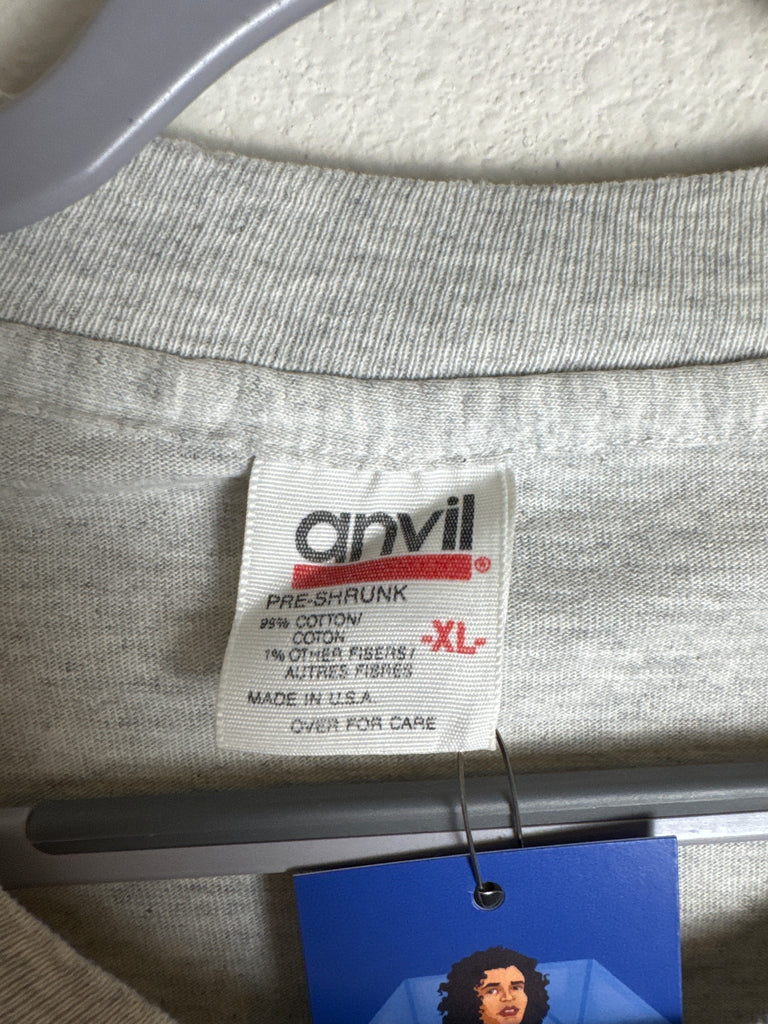 anvil®
PRE-SHRUNK
99% COTTON/
COTON
-XL-
1% OTHER FIBERS/
AUTRES FIBRES
MADE IN U.S.A.
OVER FOR CARE